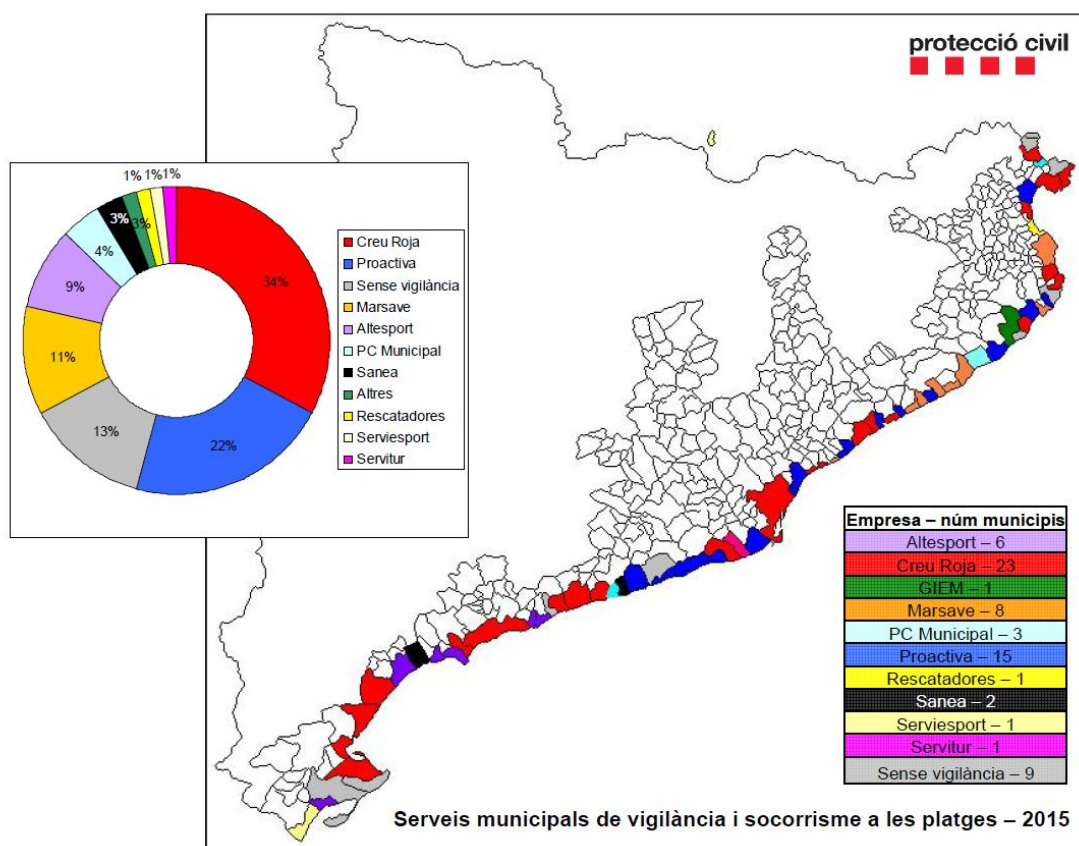 protecció civil
1% 1% 1%
3%
3%
4%
9%
11%
13%
22%
34%
Creu Roja
Proactiva
Sense vigilància
Marsave
Altesport
PC Municipal
Sanea
Altres
Rescatadores
Serviesport
Servitur
Empresa – núm municipis
Altesport – 6
Creu Roja – 23
GIEM – 1
Marsave – 8
PC Municipal – 3
Proactiva – 15
Rescatadores – 1
Sanea – 2
Serviesport – 1
Servitur – 1
Sense vigilància – 9
Serveis municipals de vigilància i socorrisme a les platges – 2015